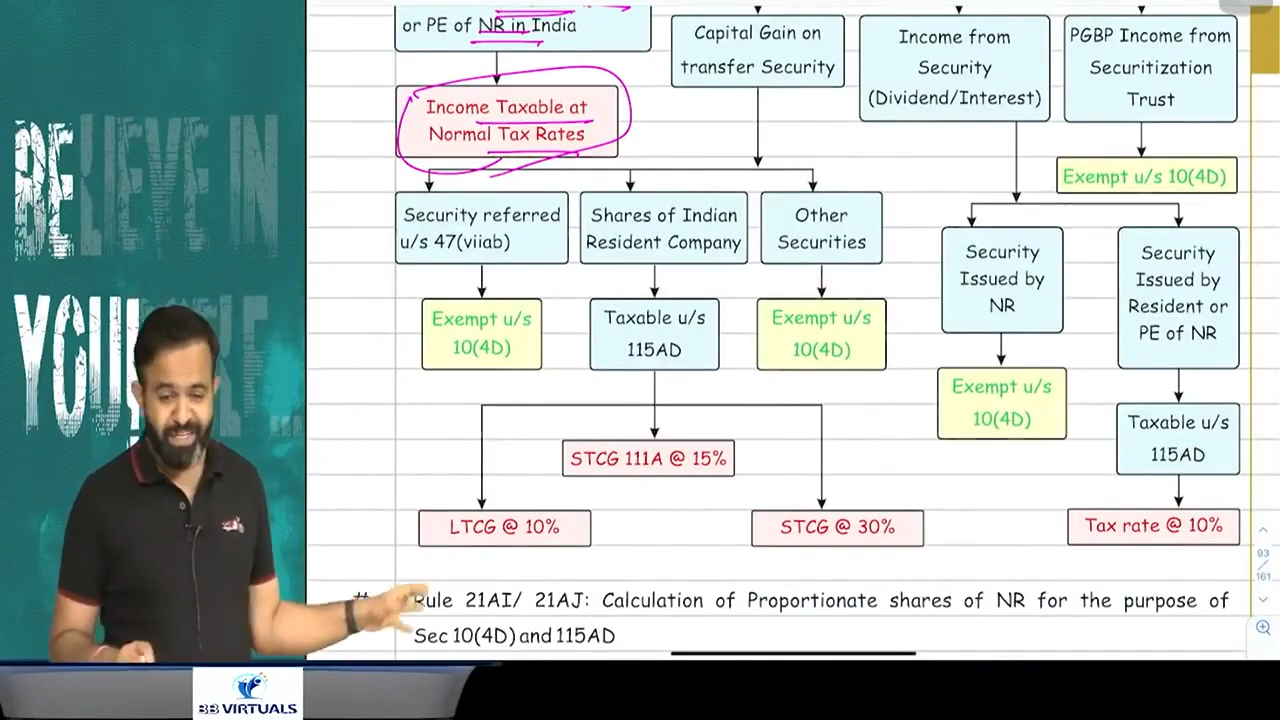 BELIEVE IN
or PE of NR in India
Income Taxable at
Normal Tax Rates
Capital Gain on
transfer Security
Income from
Security
(Dividend/Interest)
PGBP Income from
Securitization
Trust
Exempt u/s 10(4D)
Security referred
u/s 47(viiab)
Shares of Indian
Resident Company
Other
Securities
Security
Issued by
NR
Security
Issued by
Resident or
PE of NR
Exempt u/s
10(4D)
Taxable u/s
115AD
Exempt u/s
10(4D)
Exempt u/s
10(4D)
Taxable u/s
115AD
STCG 111A @ 15%
LTCG @ 10%
STCG @ 30%
Tax rate @ 10%
# Rule 21AI/ 21AJ: Calculation of Proportionate shares of NR for the purpose of
Sec 10(4D) and 115AD
93
161
BB VIRTUALS